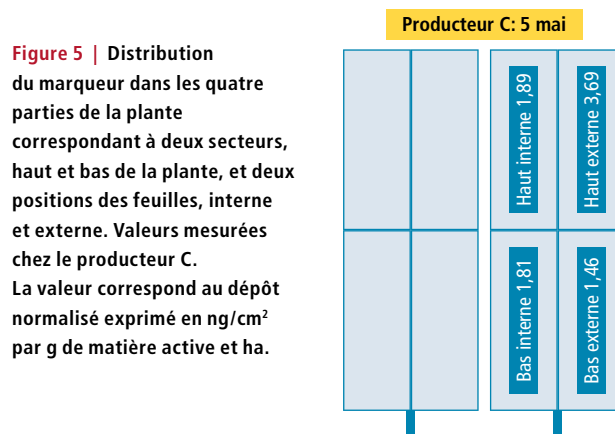 Producteur C: 5 mai
Figure 5 | Distribution
du marqueur dans les quatre
parties de la plante
correspondant à deux secteurs,
haut et bas de la plante, et deux
positions des feuilles, interne
et externe. Valeurs mesurées
chez le producteur C.
La valeur correspond au dépôt
normalisé exprimé en ng/cm²
par g de matière active et ha.
Haut interne 1,89
Haut externe 3,69
Bas interne 1,81
Bas externe 1,46